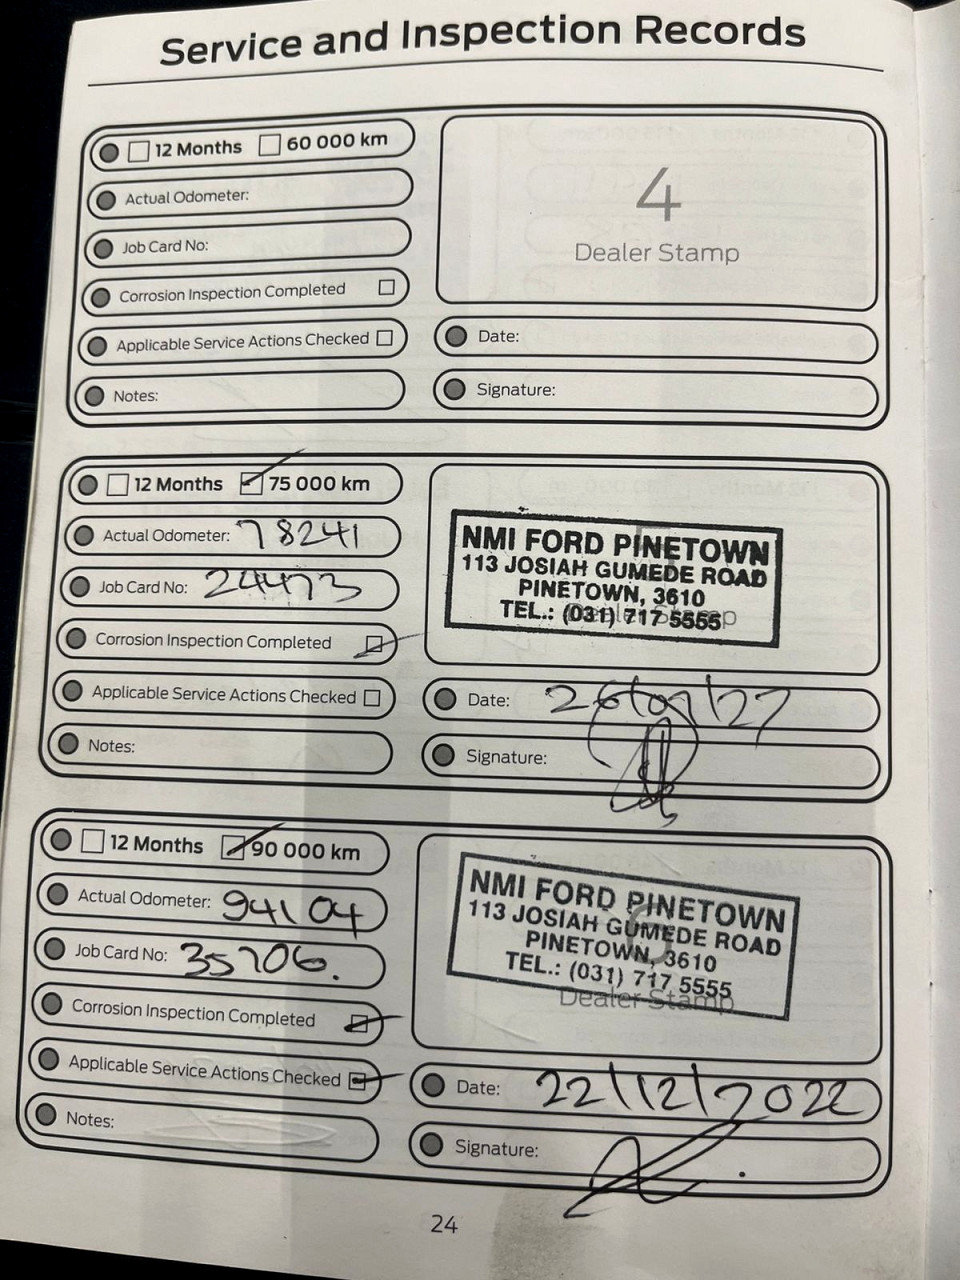 Service and Inspection Records
12 Months 60 000 km
Actual Odometer:
Job Card No:
Corrosion Inspection Completed
Applicable Service Actions Checked
Notes:
4
Dealer Stamp
Date:
Signature:
12 Months 75 000 km
Actual Odometer: 78241
Job Card No: 24473
Corrosion Inspection Completed
Applicable Service Actions Checked
Notes:
NMI FORD PINETOWN
113 JOSIAH GUMEDE ROAD
PINETOWN, 3610
TEL.: (031) 717 5555
Dealer Stamp
Date:
Signature:
12 Months 90 000 km
Actual Odometer: 94104
Job Card No: 35706.
Corrosion Inspection Completed
Applicable Service Actions Checked
Notes:
NMI FORD PINETOWN
113 JOSIAH GUMEDE ROAD
PINETOWN, 3610
TEL.: (031) 717 5555
6
Dealer Stamp
Date: 22/12/2022
Signature:
24